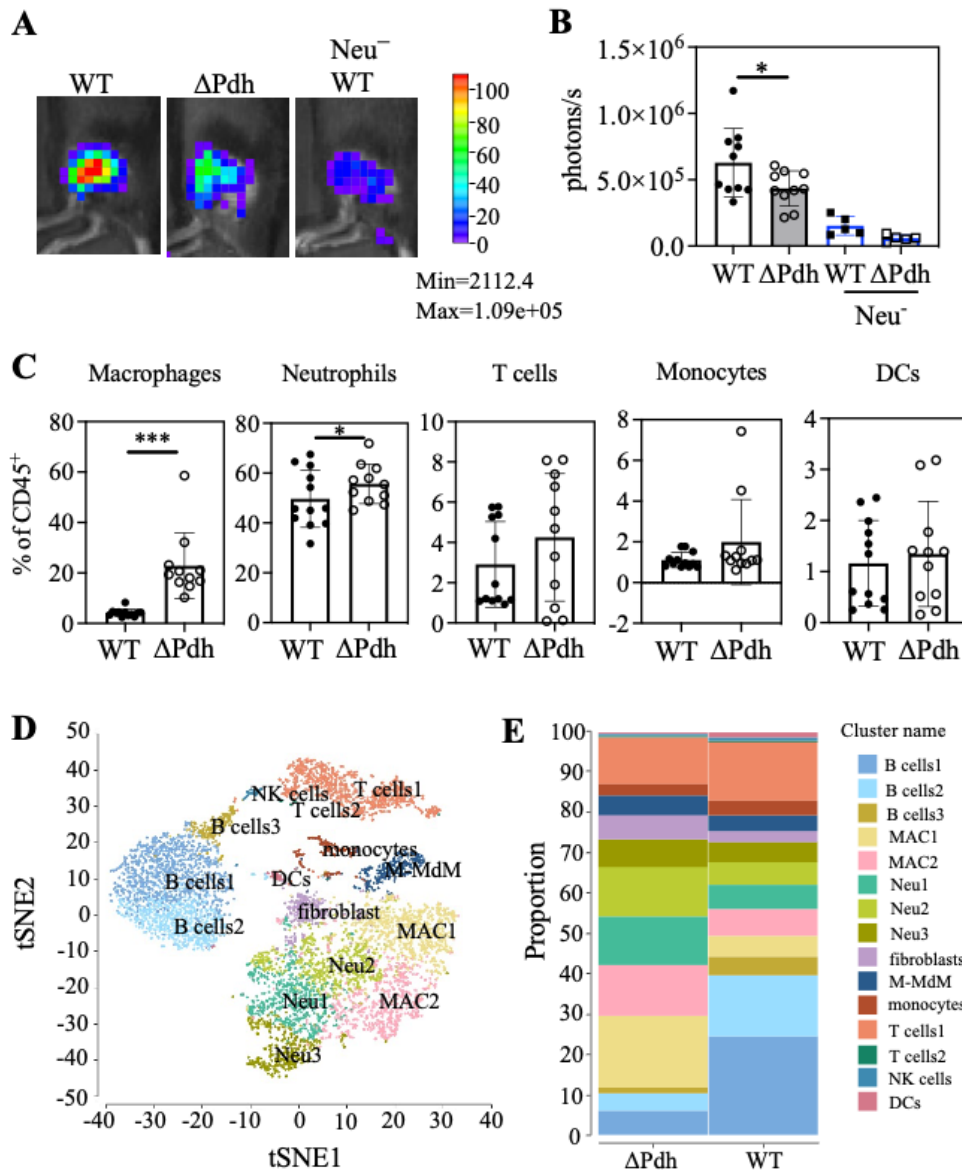 A
WT
ΔPdh
Neu⁻
WT
100
80
60
40
20
0
Min=2112.4
Max=1.09e+05
B
photons/s
1.5×10⁶
1.0×10⁶
5.0×10⁵
0.0
*
WT ΔPdh WT ΔPdh
Neu⁻
C
Macrophages
% of CD45⁺
80
60
40
20
0
***
WT ΔPdh
Neutrophils
80
60
40
20
0
*
WT ΔPdh
T cells
10
8
6
4
2
0
WT ΔPdh
Monocytes
8
6
4
2
0
-2
WT ΔPdh
DCs
4
3
2
1
0
WT ΔPdh
D
tSNE2
50
40
30
20
10
0
-10
-20
-30
-40
-50
NK cells
T cells1
T cells2
B cells3
monocytes
M-MdM
B cells1
DCs
B cells2
fibroblast
MAC1
Neu2
Neu1
MAC2
Neu3
-40 -30 -20 -10 0 10 20 30 40
tSNE1
E
Proportion
100
90
80
70
60
50
40
30
20
10
0
ΔPdh WT
Cluster name
B cells1
B cells2
B cells3
MAC1
MAC2
Neu1
Neu2
Neu3
fibroblasts
M-MdM
monocytes
T cells1
T cells2
NK cells
DCs